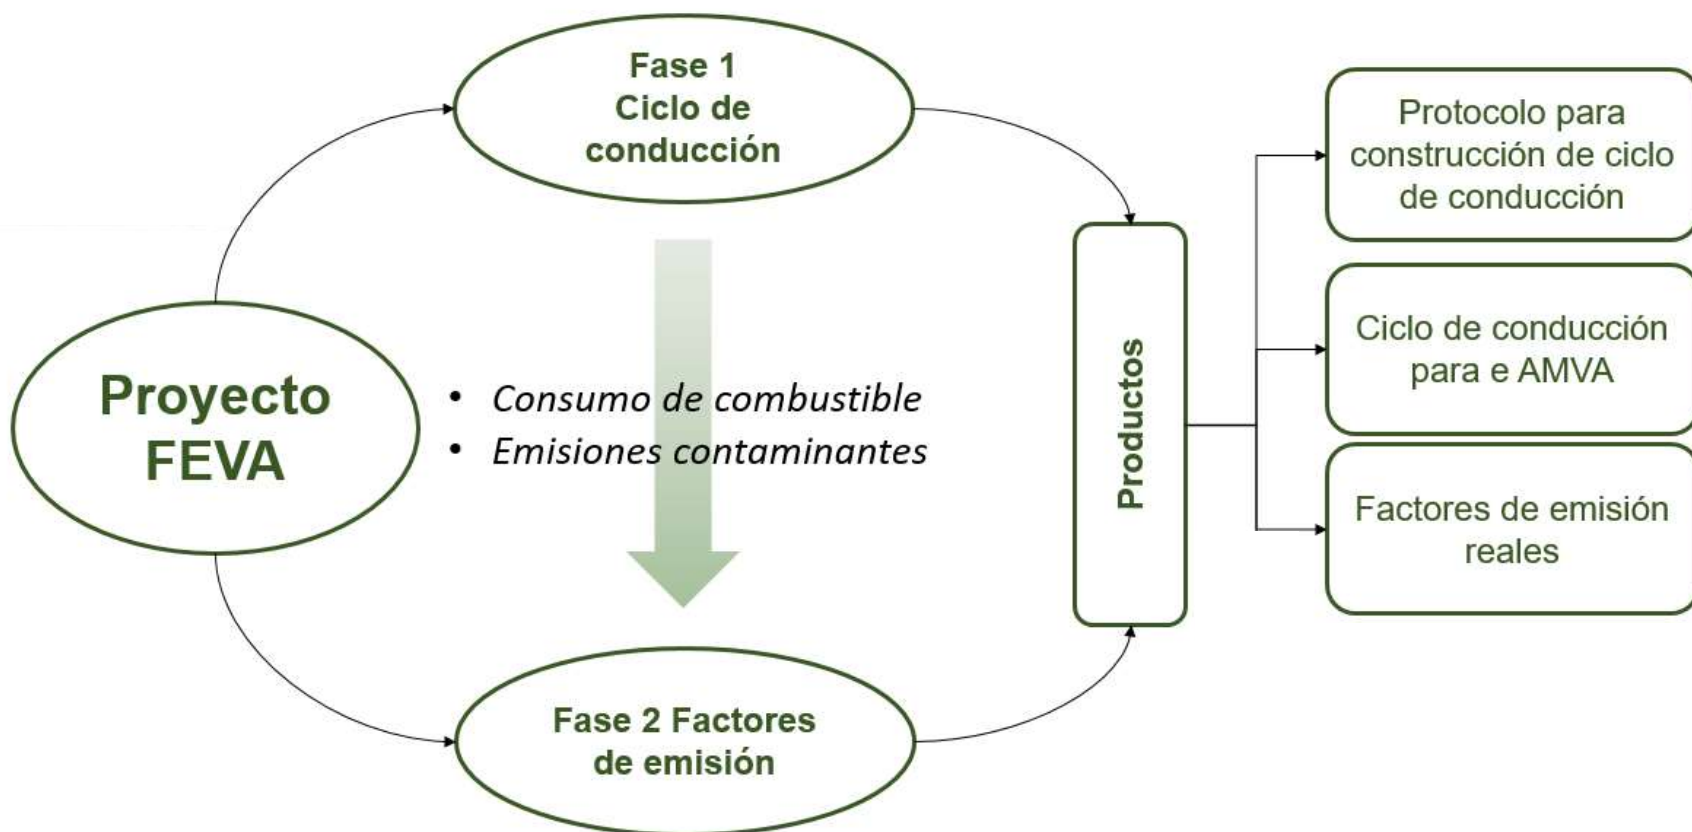 Fase 1
Ciclo de
conducción
Protocolo para
construcción de ciclo
de conducción
Proyecto
FEVA
• Consumo de combustible
• Emisiones contaminantes
Productos
Ciclo de conducción
para e AMVA
Factores de emisión
reales
Fase 2 Factores
de emisión